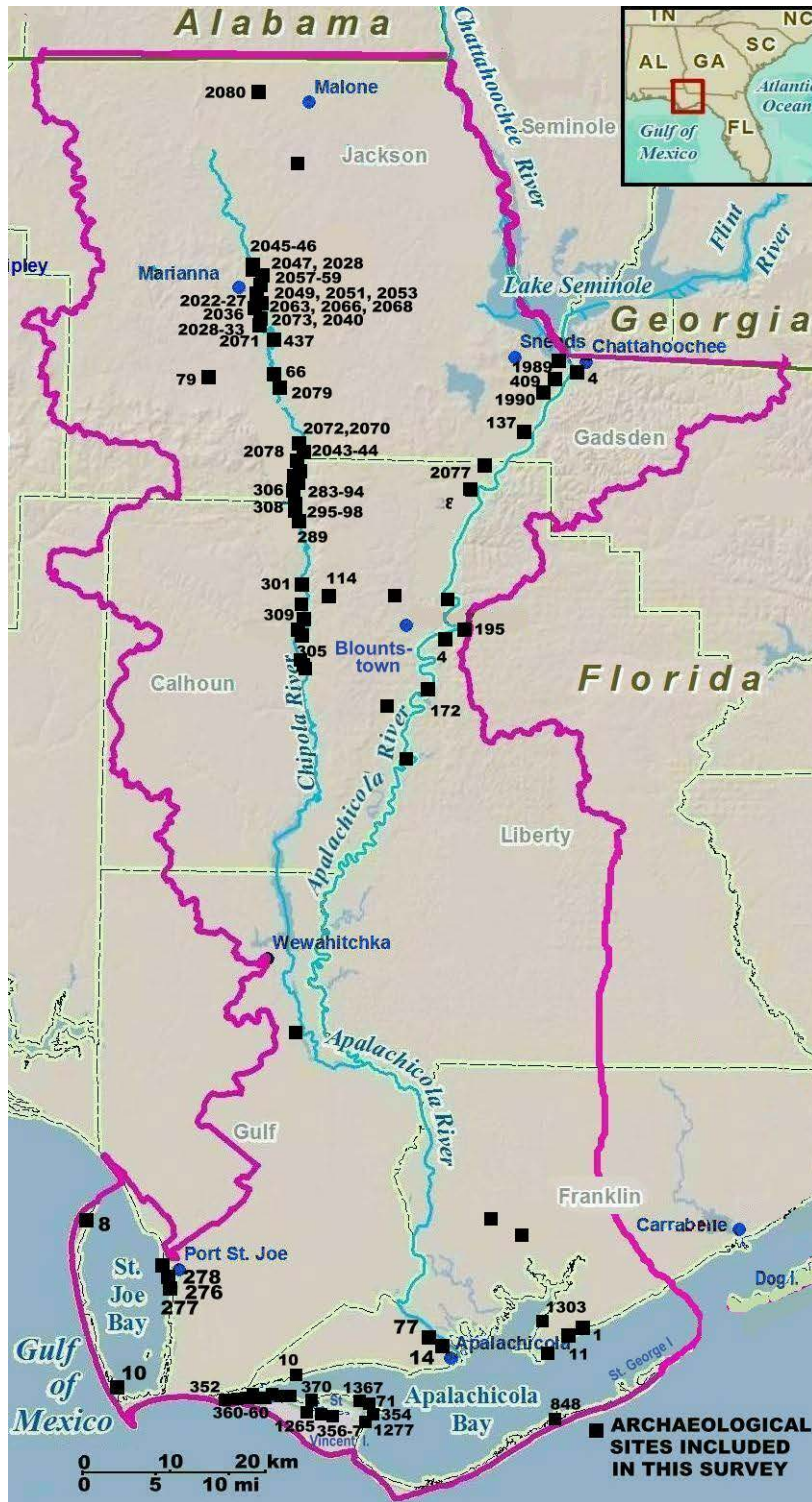 Alabama
TN
NC
SC
AL
GA
FL
Atlantic
Ocean
Gulf of
Mexico
Chattahoochee River
2080
Malone
Seminole
Jackson
Flint River
2045-46
2047, 2028
2057-59
ipley
Marianna
2049, 2051, 2053
2022-27
2063, 2066, 2068
2036
2073, 2040
2028-33
2071
437
Lake Seminole
Georgia
Sneeds
Chattahoochee
1989
409
4
1990
79
66
2079
137
Gadsden
2072,2070
2078
2043-44
2077
306
283-94
308
295-98
289
301
114
309
195
Blounts-
town
4
305
Calhoun
Florida
172
Chipola River
Apalachicola River
Liberty
Wewahitchka
Apalachicola River
Gulf
Franklin
8
Carrabelle
Port St. Joe
St.
Joe
Bay
278
276
277
Dog I.
1303
77
1
Apalachicola
14
11
Gulf
of
Mexico
10
10
St. George I
352
370
1367
71
Apalachicola
Bay
St
360-60
354
848
1265
356-7
1277
Vincent I.
ARCHAEOLOGICAL
SITES INCLUDED
IN THIS SURVEY
0 10 20 km
0 5 10 mi